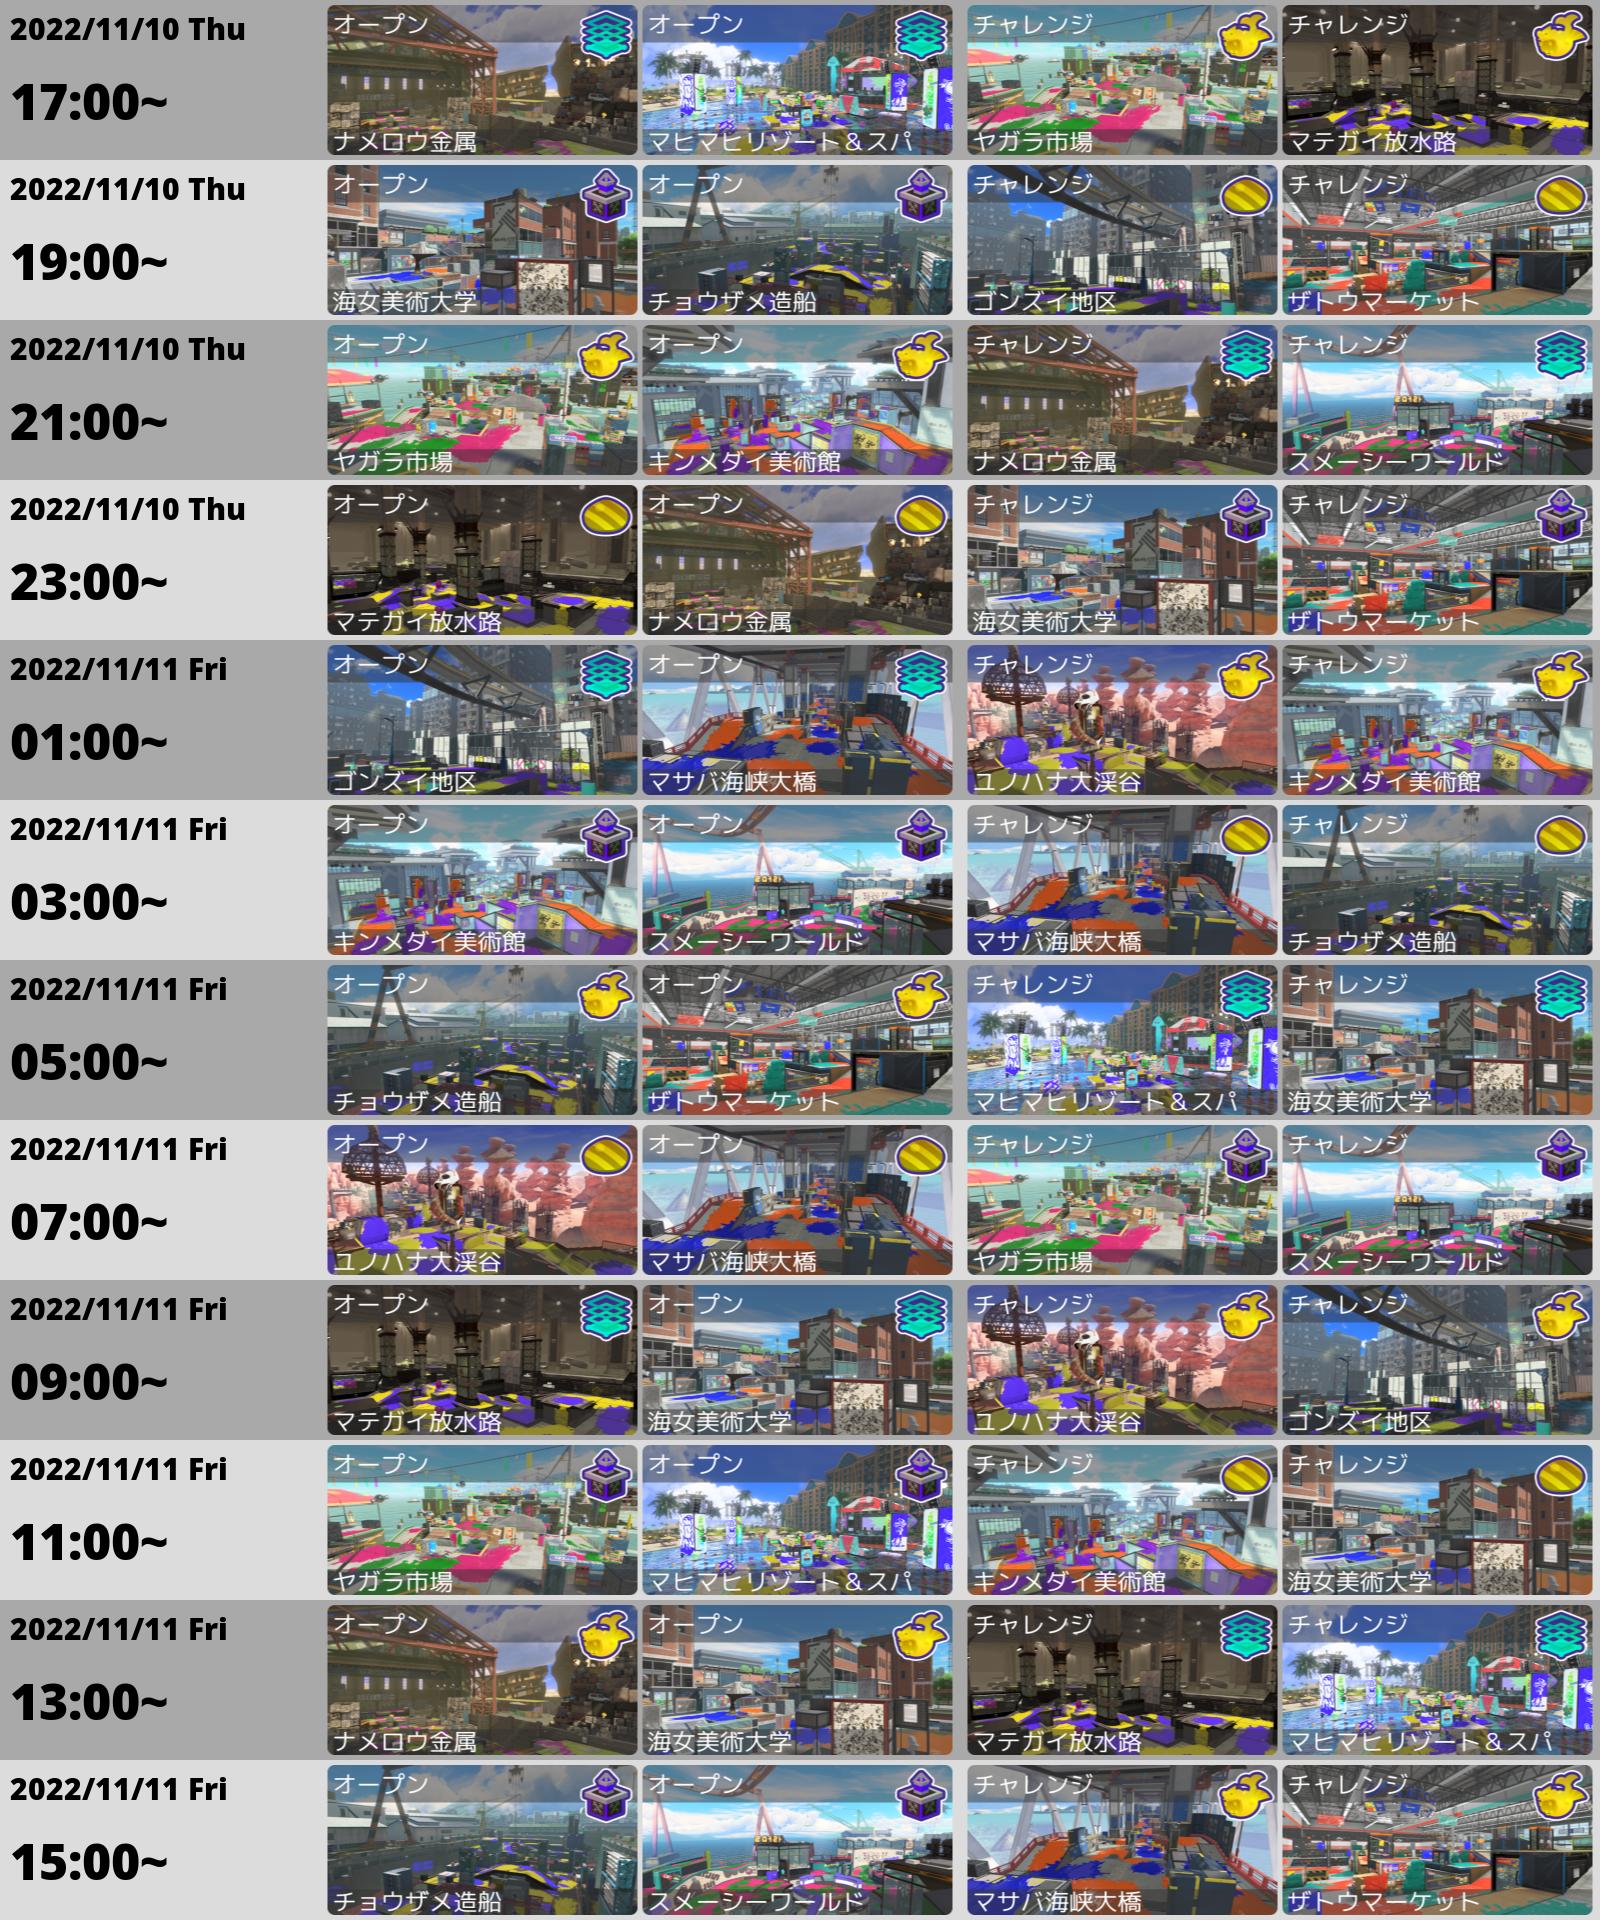 2022/11/10 Thu
17:00~
オープン
ナメロウ金属
オープン
マヒマヒリゾート&スパ
チャレンジ
ヤガラ市場
チャレンジ
マテガイ放水路
2022/11/10 Thu
19:00~
オープン
海女美術大学
オープン
チョウザメ造船
チャレンジ
ゴンズイ地区
チャレンジ
ザトウマーケット
2022/11/10 Thu
21:00~
オープン
ヤガラ市場
オープン
キンメダイ美術館
チャレンジ
ナメロウ金属
チャレンジ
スメーシーワールド
2022/11/10 Thu
23:00~
オープン
マテガイ放水路
オープン
ナメロウ金属
チャレンジ
海女美術大学
チャレンジ
ザトウマーケット
2022/11/11 Fri
01:00~
オープン
ゴンズイ地区
オープン
マサバ海峡大橋
チャレンジ
ユノハナ大渓谷
チャレンジ
キンメダイ美術館
2022/11/11 Fri
03:00~
オープン
キンメダイ美術館
オープン
スメーシーワールド
チャレンジ
マサバ海峡大橋
チャレンジ
チョウザメ造船
2022/11/11 Fri
05:00~
オープン
チョウザメ造船
オープン
ザトウマーケット
チャレンジ
マヒマヒリゾート&スパ
チャレンジ
海女美術大学
2022/11/11 Fri
07:00~
オープン
ユノハナ大渓谷
オープン
マサバ海峡大橋
チャレンジ
ヤガラ市場
チャレンジ
スメーシーワールド
2022/11/11 Fri
09:00~
オープン
マテガイ放水路
オープン
海女美術大学
チャレンジ
ユノハナ大渓谷
チャレンジ
ゴンズイ地区
2022/11/11 Fri
11:00~
オープン
ヤガラ市場
オープン
マヒマヒリゾート&スパ
チャレンジ
キンメダイ美術館
チャレンジ
海女美術大学
2022/11/11 Fri
13:00~
オープン
ナメロウ金属
オープン
海女美術大学
チャレンジ
マテガイ放水路
チャレンジ
マヒマヒリゾート&スパ
2022/11/11 Fri
15:00~
オープン
チョウザメ造船
オープン
スメーシーワールド
チャレンジ
マサバ海峡大橋
チャレンジ
ザトウマーケット